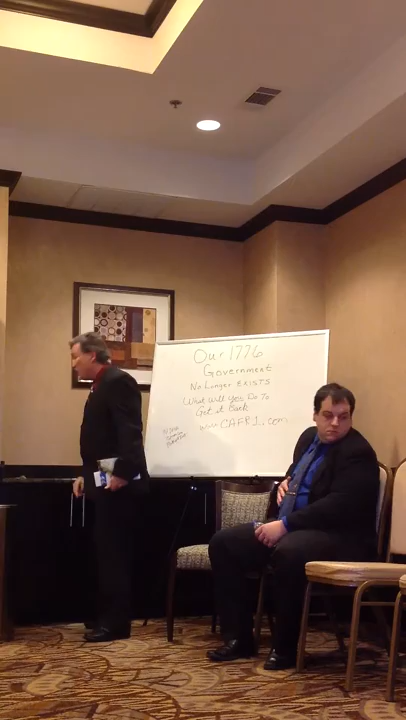 Our 1776
Government
No Longer EXISTS
What Will You Do To
Get it Back
www.CAFR1.com